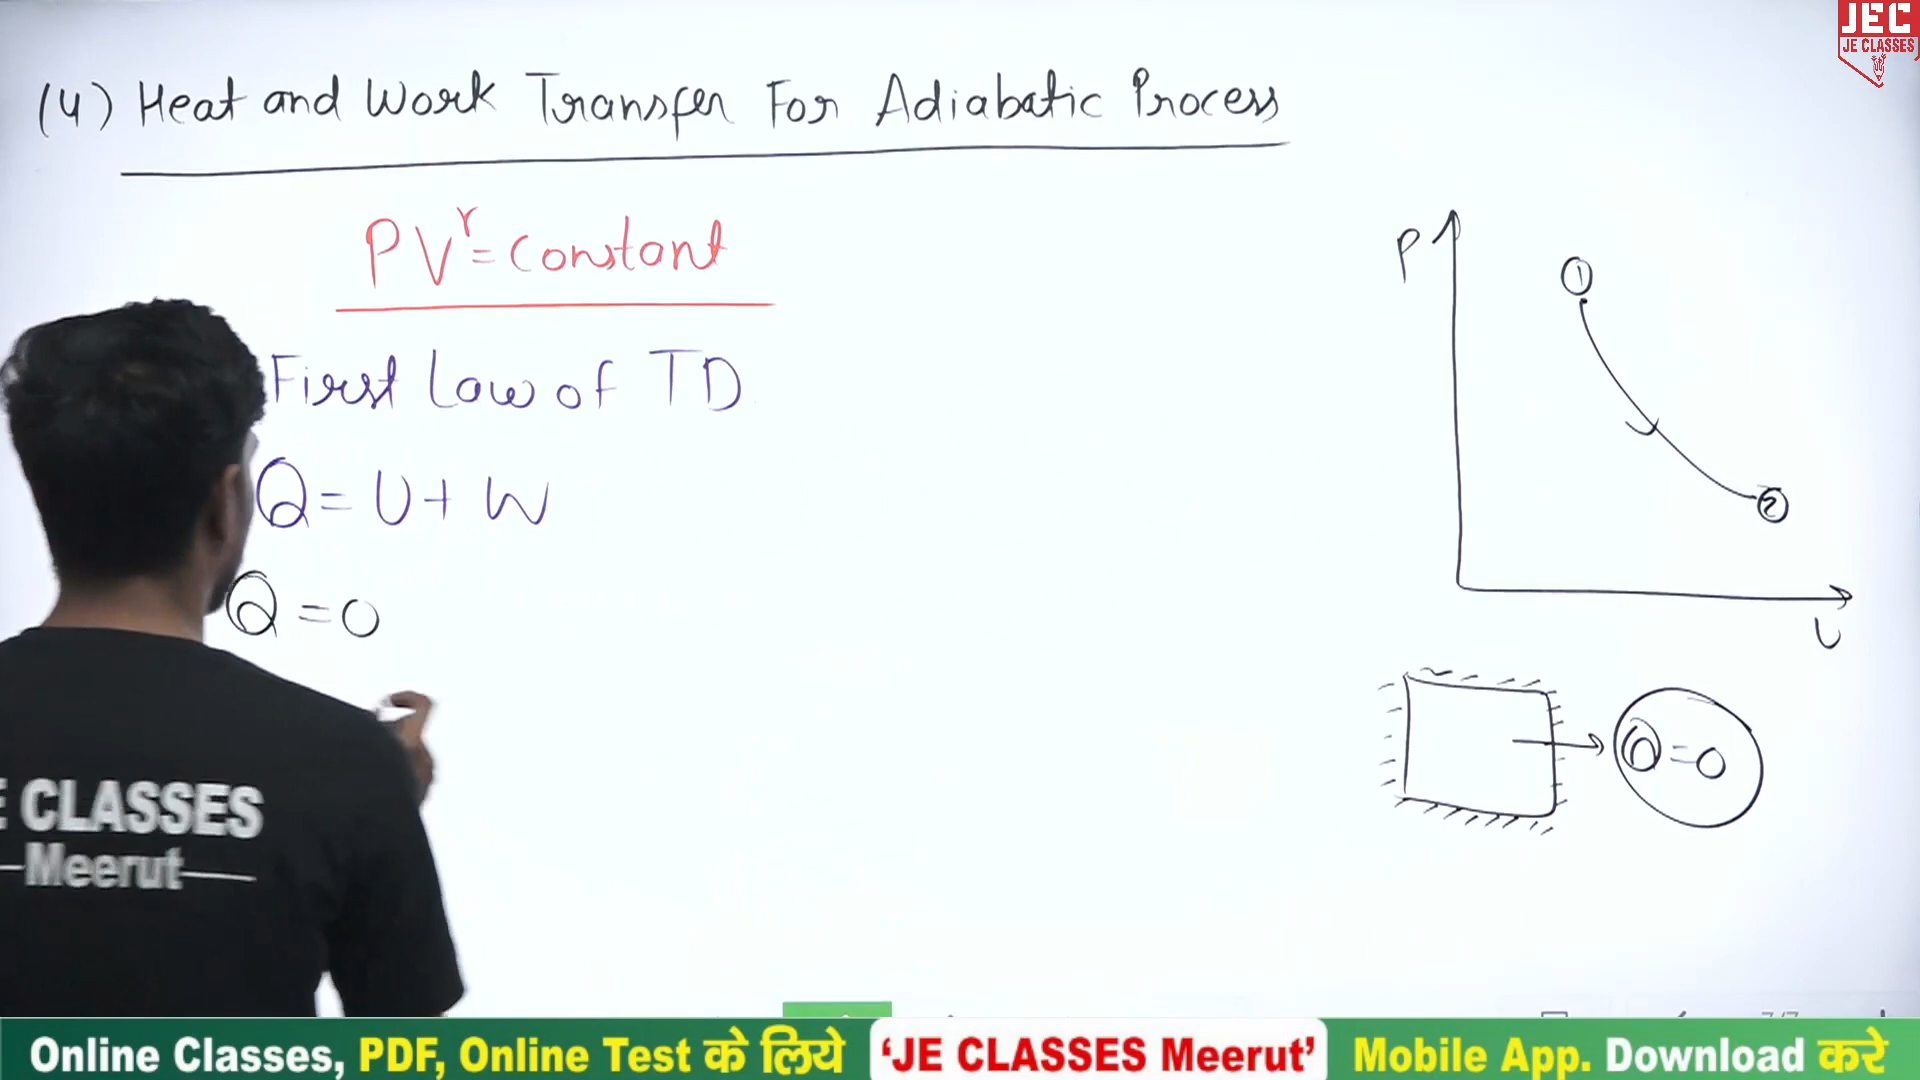 JEC
JE CLASSES
(4) Heat and Work Transfer For Adiabatic Process
PVʳ = constant
First Law of TD
Q = U + W
Q = 0
P
①
②
U
Q = 0
E CLASSES
Meerut
Online Classes, PDF, Online Test के लिये 'JE CLASSES Meerut' Mobile App. Download करे